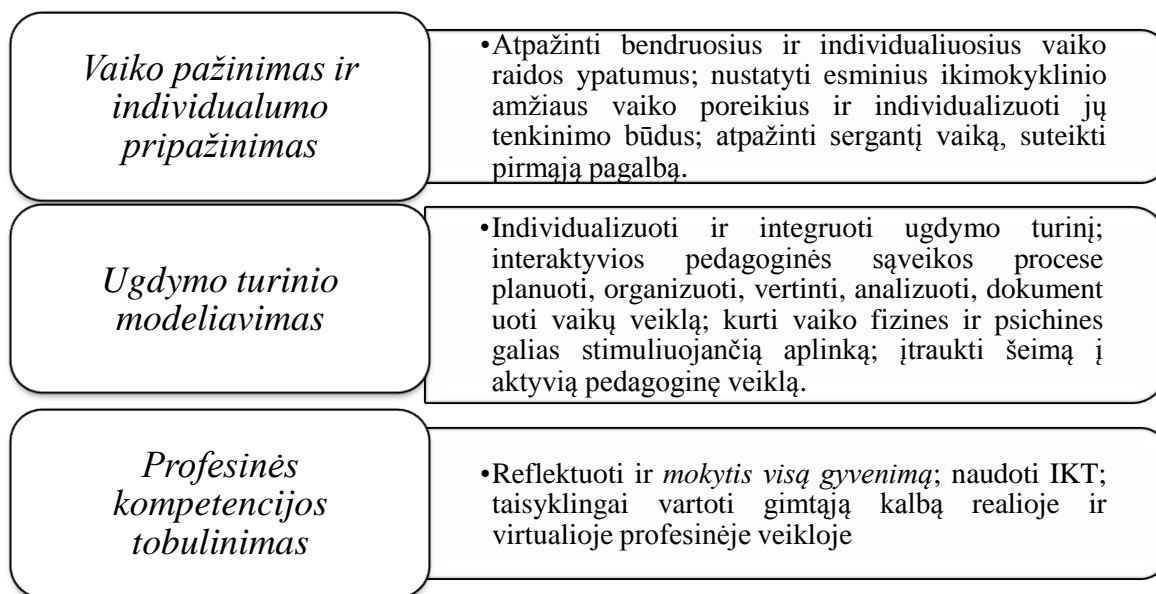 Vaiko pažinimas ir
individualumo
pripažinimas
•Atpažinti bendruosius ir individualiuosius vaiko
raidos ypatumus; nustatyti esminius ikimokyklinio
amžiaus vaiko poreikius ir individualizuoti jų
tenkinimo būdus; atpažinti sergantį vaiką, suteikti
pirmąją pagalbą.
Ugdymo turinio
modeliavimas
•Individualizuoti ir integruoti ugdymo turinį;
interaktyvios pedagoginės sąveikos procese
planuoti, organizuoti, vertinti, analizuoti, dokument
uoti vaikų veiklą; kurti vaiko fizines ir psichines
galias stimuliuojančią aplinką; įtraukti šeimą į
aktyvią pedagoginę veiklą.
Profesinės
kompetencijos
tobulinimas
•Reflektuoti ir mokytis visą gyvenimą; naudoti IKT;
taisyklingai vartoti gimtąją kalbą realioje ir
virtualioje profesinėje veikloje